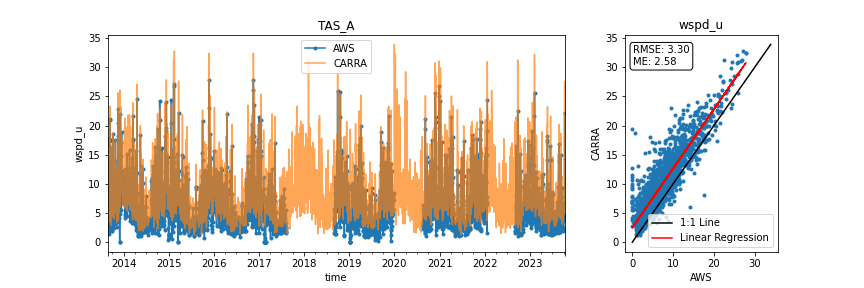 TAS_A
wspd_u
35
30
25
20
15
10
5
0
2014 2015 2016 2017 2018 2019 2020 2021 2022 2023
time
AWS
CARRA
wspd_u
CARRA
35
30
25
20
15
10
5
0
0 10 20 30
AWS
RMSE: 3.30
ME: 2.58
1:1 Line
Linear Regression